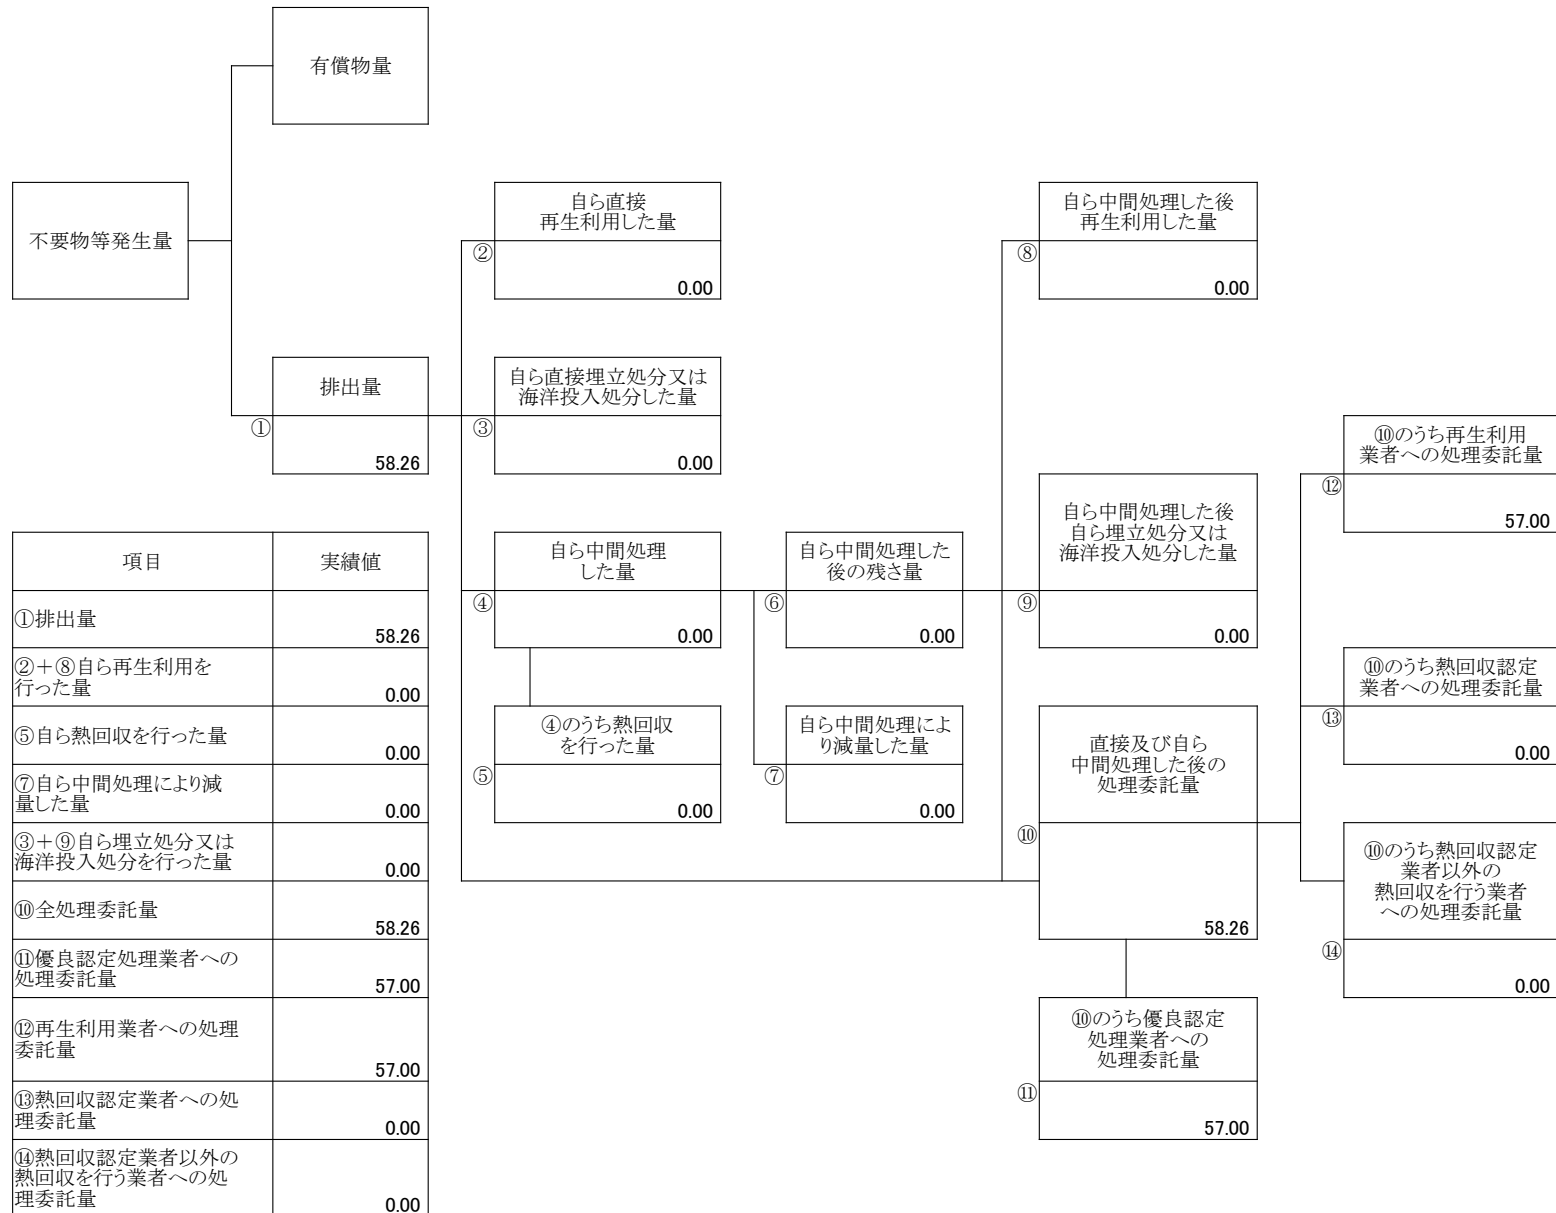 有償物量
不要物等発生量
自ら直接
再生利用した量
②
0.00
自ら中間処理した後
再生利用した量
⑧
0.00
排出量
①
58.26
自ら直接埋立処分又は
海洋投入処分した量
③
0.00
⑩のうち再生利用
業者への処理委託量
⑫
57.00
自ら中間処理
した量
④
0.00
自ら中間処理した
後の残さ量
⑥
0.00
自ら中間処理した後
自ら埋立処分又は
海洋投入処分した量
⑨
0.00
⑩のうち熱回収認定
業者への処理委託量
⑬
0.00
④のうち熱回収
を行った量
⑤
0.00
自ら中間処理によ
り減量した量
⑦
0.00
直接及び自ら
中間処理した後の
処理委託量
⑩
58.26
⑩のうち熱回収認定
業者以外の
熱回収を行う業者
への処理委託量
⑭
0.00
⑩のうち優良認定
処理業者への
処理委託量
⑪
57.00
項目 実績値
①排出量
58.26
②+⑧自ら再生利用を
行った量
0.00
⑤自ら熱回収を行った量
0.00
⑦自ら中間処理により減
量した量
0.00
③+⑨自ら埋立処分又は
海洋投入処分を行った量
0.00
⑩全処理委託量
58.26
⑪優良認定処理業者への
処理委託量
57.00
⑫再生利用業者への処理
委託量
57.00
⑬熱回収認定業者への処
理委託量
0.00
⑭熱回収認定業者以外の
熱回収を行う業者への処
理委託量
0.00